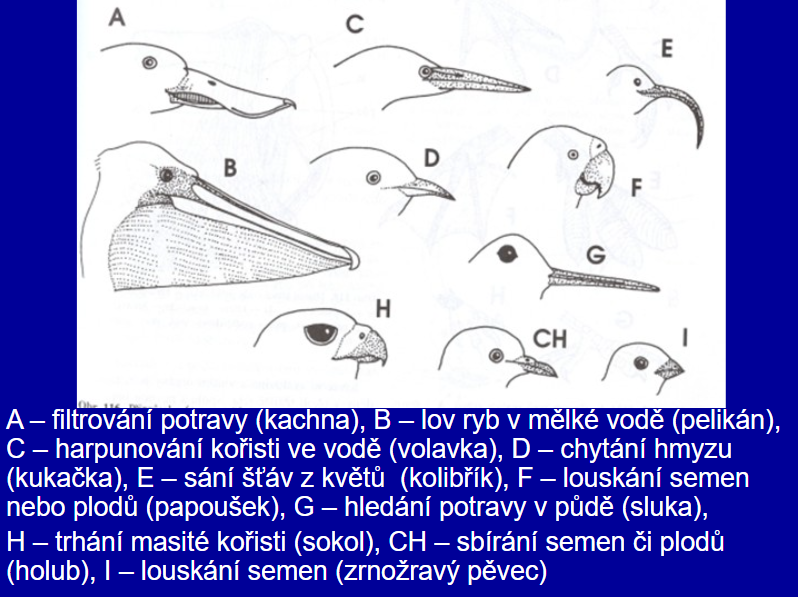 A
C
E
B
D
F
G
H
CH
I
A – filtrování potravy (kachna), B – lov ryb v mělké vodě (pelikán),
C – harpunování kořisti ve vodě (volavka), D – chytání hmyzu
(kukačka), E – sání šťáv z květů (kolibřík), F – louskání semen
nebo plodů (papoušek), G – hledání potravy v půdě (sluka),
H – trhání masité kořisti (sokol), CH – sbírání semen či plodů
(holub), I – louskání semen (zrnožravý pěvec)